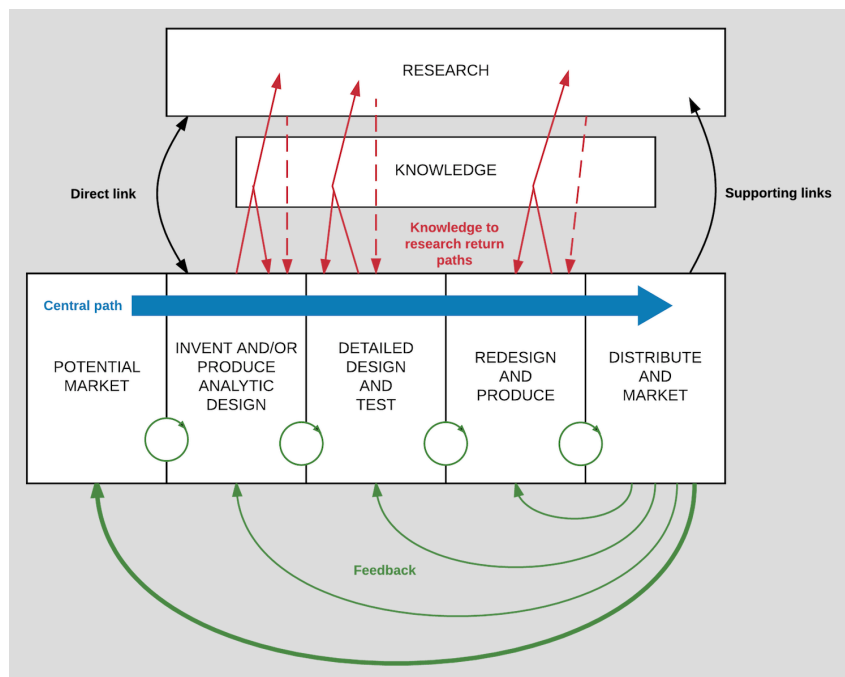 RESEARCH
KNOWLEDGE
Direct link
Supporting links
Knowledge to
research return
paths
Central path
POTENTIAL
MARKET
INVENT AND/OR
PRODUCE
ANALYTIC
DESIGN
DETAILED
DESIGN
AND
TEST
REDESIGN
AND
PRODUCE
DISTRIBUTE
AND
MARKET
Feedback